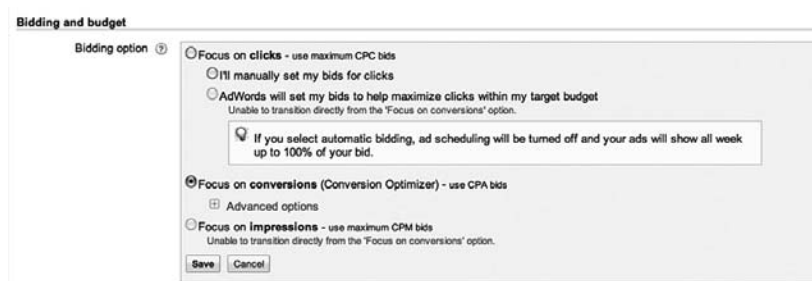 Bidding and budget
Bidding option ?
Focus on clicks - use maximum CPC bids
I'll manually set my bids for clicks
AdWords will set my bids to help maximize clicks within my target budget
Unable to transition directly from the 'Focus on conversions' option.
If you select automatic bidding, ad scheduling will be turned off and your ads will show all week
up to 100% of your bid.
Focus on conversions (Conversion Optimizer) - use CPA bids
Advanced options
Focus on impressions - use maximum CPM bids
Unable to transition directly from the 'Focus on conversions' option.
Save Cancel